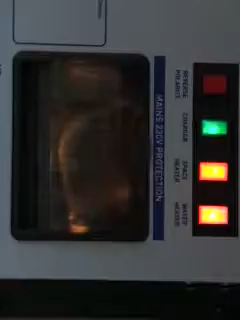 MAINS 230V PROTECTION
REVERSE
POLARITY
CHARGER
SPACE
HEATER
WATER
HEATER